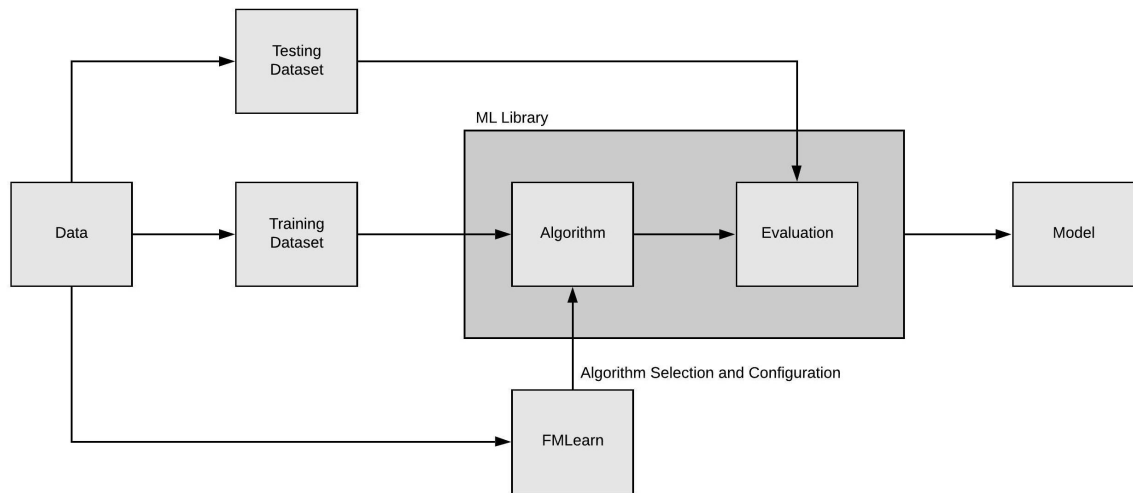 Testing
Dataset
ML Library
Data
Training
Dataset
Algorithm
Evaluation
Model
Algorithm Selection and Configuration
FMLearn